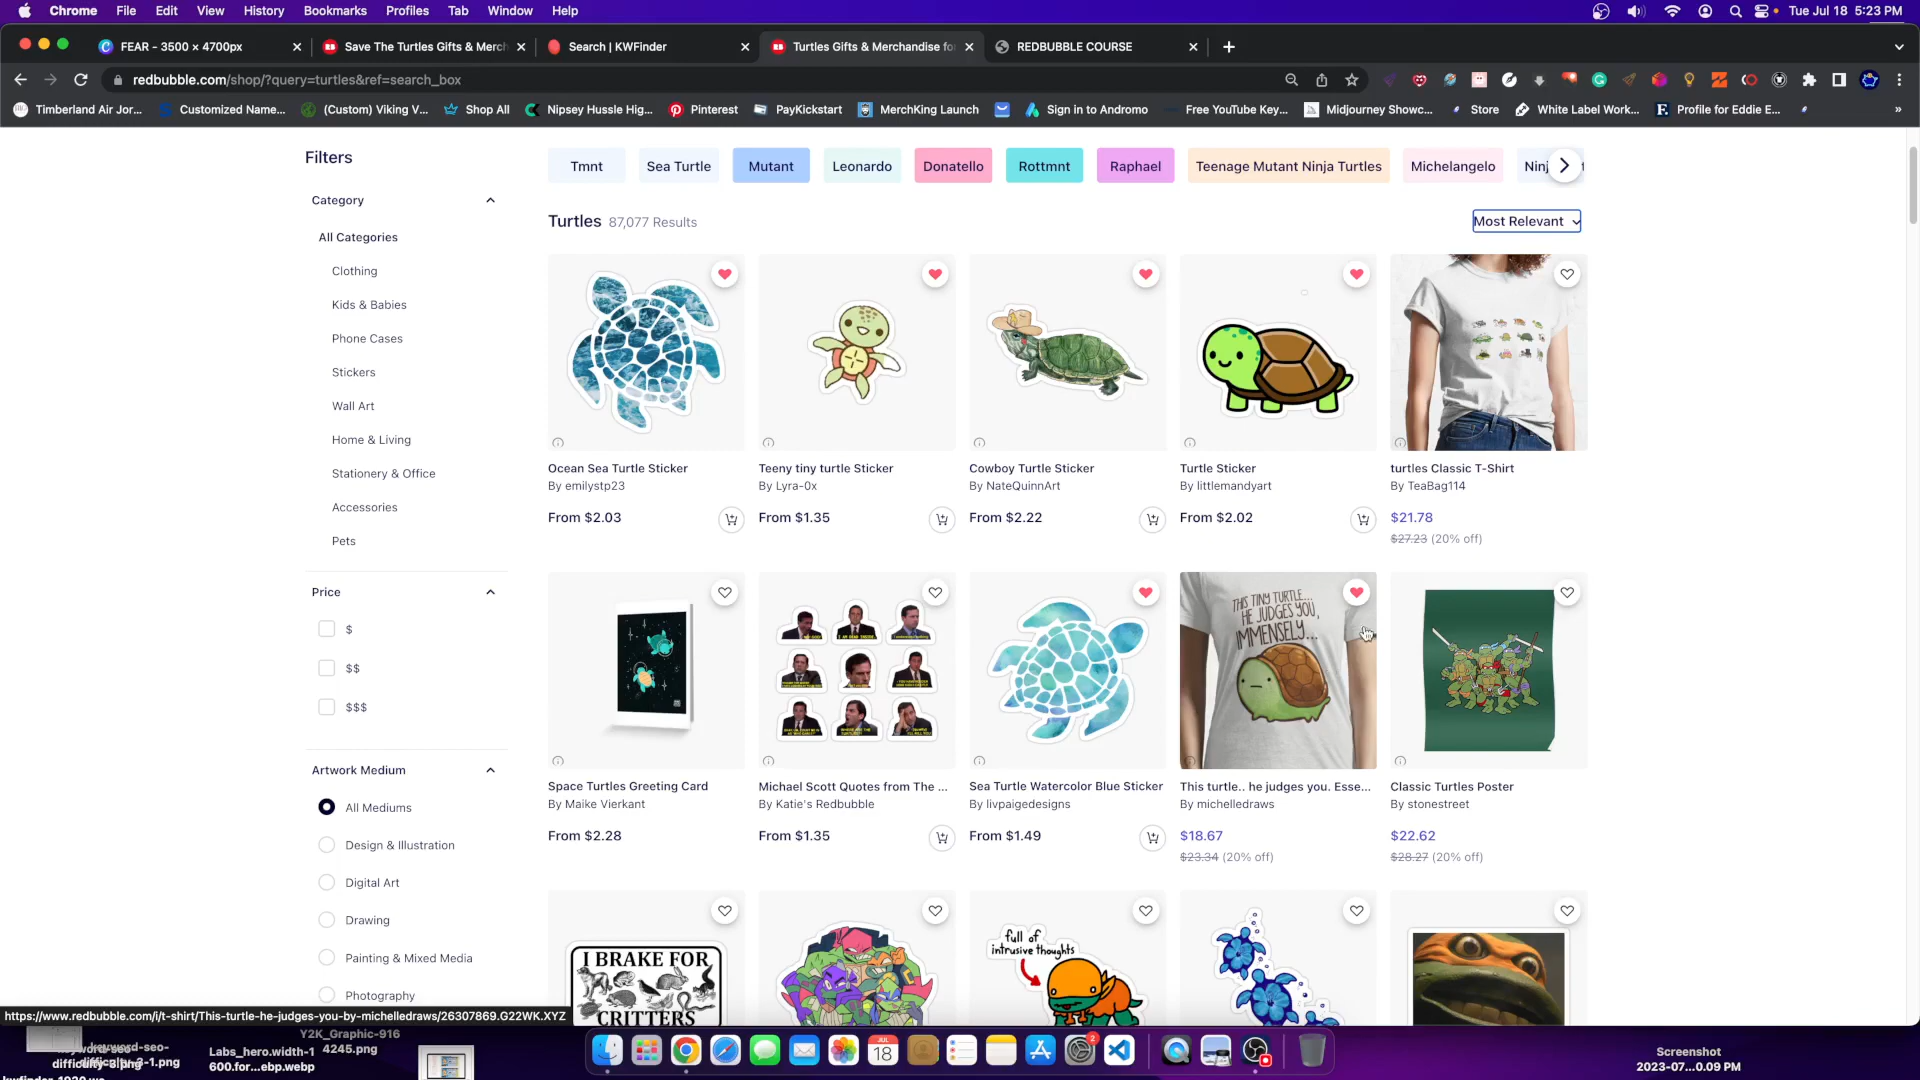 Chrome File Edit View History Bookmarks Profiles Tab Window Help Tue Jul 18 5:23 PM
FEAR - 3500 × 4700px Save The Turtles Gifts & Merch Search | KWFinder Turtles Gifts & Merchandise fo REDBUBBLE COURSE
redbubble.com/shop/?query=turtles&ref=search_box
Timberland Air Jor... Customized Name... (Custom) Viking V... Shop All Nipsey Hussle Hig... Pinterest PayKickstart MerchKing Launch Sign in to Andromo Free YouTube Key... Midjourney Showc... Store White Label Work... Profile for Eddie E... »
Filters
Tmnt Sea Turtle Mutant Leonardo Donatello Rottmnt Raphael Teenage Mutant Ninja Turtles Michelangelo
Category
All Categories
Clothing
Kids & Babies
Phone Cases
Stickers
Wall Art
Home & Living
Stationery & Office
Accessories
Pets
Price
$
$$
$$$
Artwork Medium
All Mediums
Design & Illustration
Digital Art
Drawing
Painting & Mixed Media
Photography
Turtles 87,077 Results
Most Relevant
Ocean Sea Turtle Sticker
By emilystp23
From $2.03
Teeny tiny turtle Sticker
By Lyra-0x
From $1.35
Cowboy Turtle Sticker
By NateQuinnArt
From $2.22
Turtle Sticker
By littlemandyart
From $2.02
turtles Classic T-Shirt
By TeaBag114
$21.78
$27.23 (20% off)
THIS TINY TURTLE...
HE JUDGES YOU,
IMMENSELY...
Space Turtles Greeting Card
By Maike Vierkant
From $2.28
Michael Scott Quotes from The ...
By Katie's Redbubble
From $1.35
Sea Turtle Watercolor Blue Sticker
By livpaigedesigns
From $1.49
This turtle.. he judges you. Esse...
By michelledraws
$18.67
$23.34 (20% off)
Classic Turtles Poster
By stonestreet
$22.62
$28.27 (20% off)
I BRAKE FOR
CRITTERS
full of
intrusive thoughts
https://www.redbubble.com/i/t-shirt/This-turtle-he-judges-you-by-michelledraws/26307869.G22WK.XYZ
Y2K_Graphic-916
4245.png
keyword-seo-
Labs_hero.width-1
600.for...ebp.webp
JUL
18
2
Screenshot
2023-07...0.09 PM